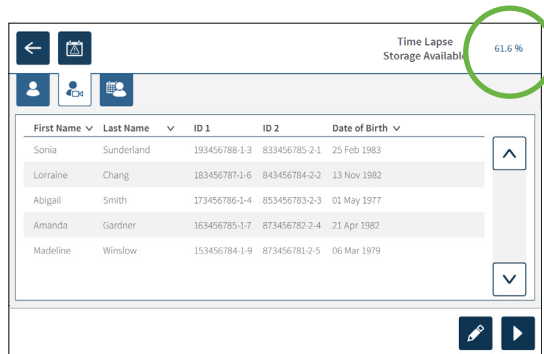 Time Lapse
Storage Available 61.6 %
First Name Last Name ID 1 ID 2 Date of Birth
Sonia Sunderland 193456788-1-3 833456785-2-1 25 Feb 1983
Lorraine Chang 183456787-1-6 843456784-2-2 13 Nov 1982
Abigail Smith 173456786-1-4 853456783-2-3 01 May 1977
Amanda Gardner 163456785-1-7 873456782-2-4 21 Apr 1982
Madeline Winslow 153456784-1-9 873456781-2-5 06 Mar 1979